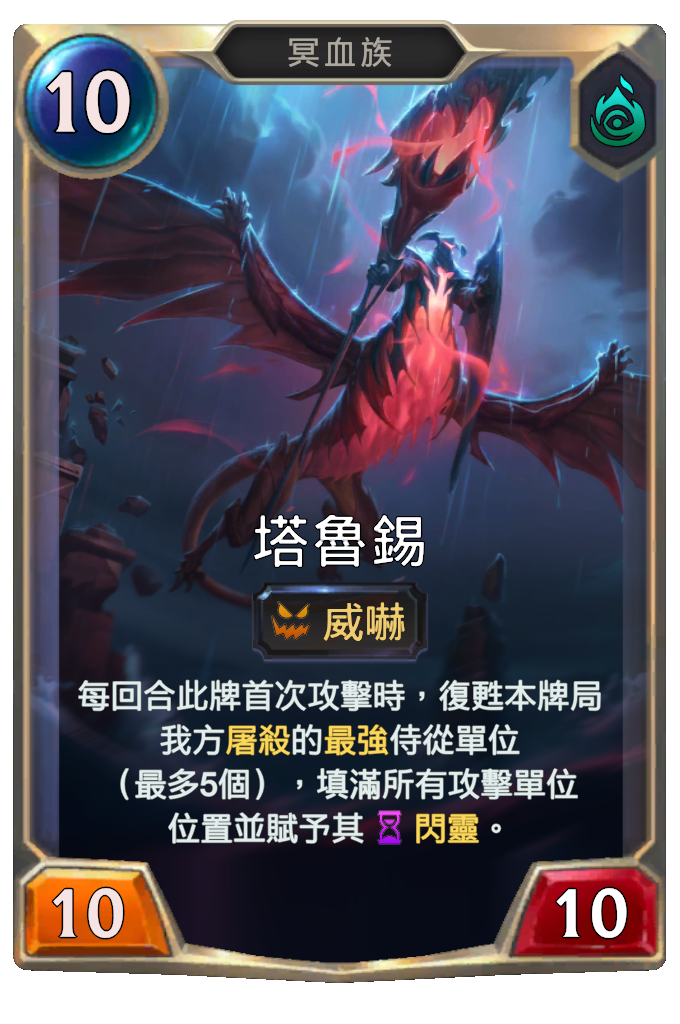 冥血族
10
塔魯錫
威嚇
每回合此牌首次攻擊時，復甦本牌局
我方屠殺的最強侍從單位
（最多5個），填滿所有攻擊單位
位置並賦予其 閃靈。
10
10